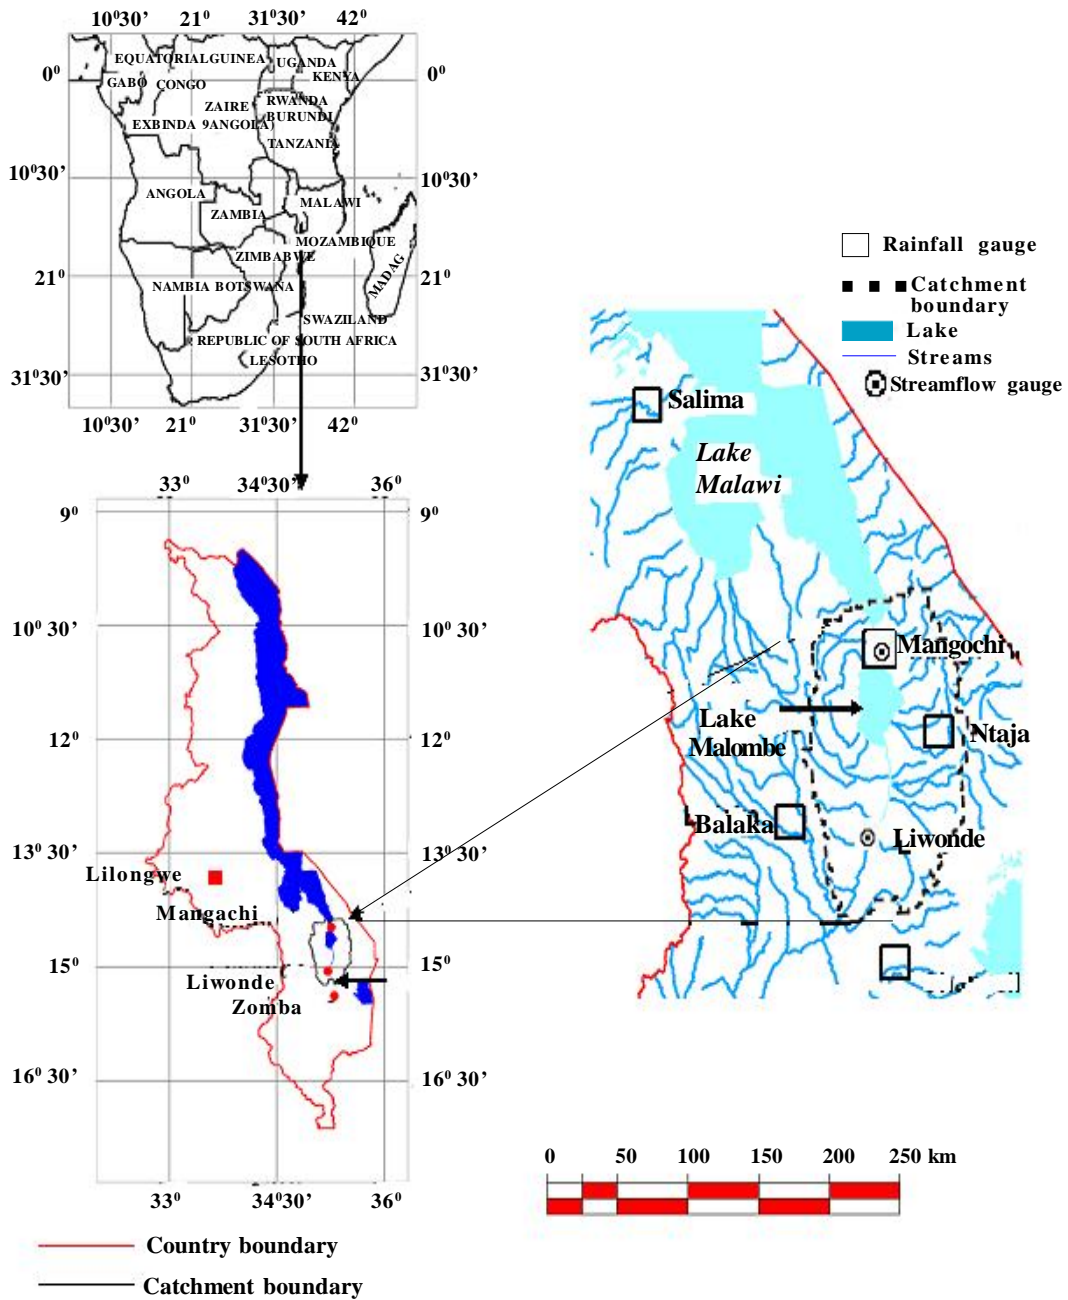 10⁰30’ 21⁰ 31⁰30’ 42⁰
EQUATORIALGUINEA UGANDA
0⁰ GABO CONGO KENYA 0⁰
ZAIRE RWANDA
EXBINDA 9ANGOLA) BURUNDI
TANZANIA
10⁰30’ 10⁰30’
ANGOLA MALAWI
ZAMBIA
MOZAMBIQUE
ZIMBABWE
21⁰ NAMBIA BOTSWANA MADAG 21⁰
SWAZILAND
REPUBLIC OF SOUTH AFRICA
LESOTHO
31⁰30’ 31⁰30’
10⁰30’ 21⁰ 31⁰30’ 42⁰
Rainfall gauge
Catchment
boundary
Lake
Streams
Streamflow gauge
Salima
Lake
Malawi
Mangochi
Lake
Malombe
Ntaja
Balaka
Liwonde
33⁰ 34⁰30’ 36⁰
9⁰ 9⁰
10⁰ 30’ 10⁰ 30’
12⁰ 12⁰
13⁰ 30’ 13⁰ 30’
Lilongwe
Mangachi
15⁰ 15⁰
Liwonde
Zomba
16⁰ 30’ 16⁰ 30’
33⁰ 34⁰30’ 36⁰
0 50 100 150 200 250 km
Country boundary
Catchment boundary